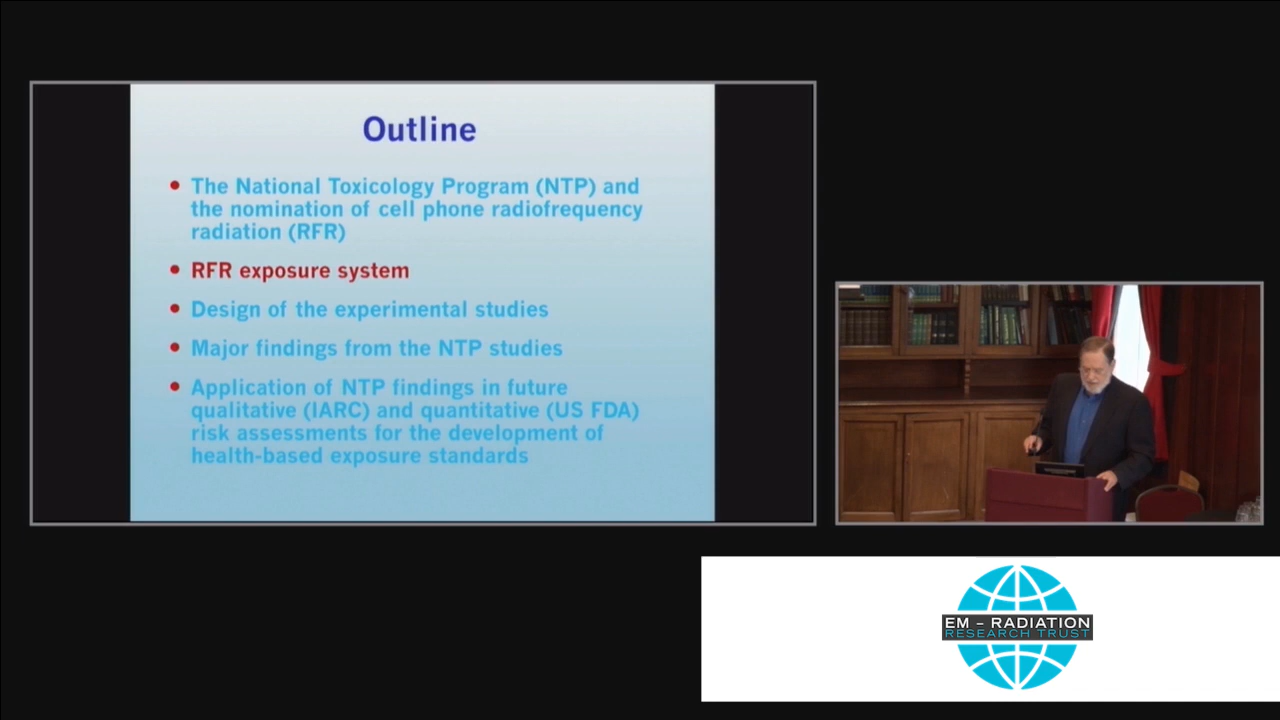 Outline
The National Toxicology Program (NTP) and
the nomination of cell phone radiofrequency
radiation (RFR)
RFR exposure system
Design of the experimental studies
Major findings from the NTP studies
Application of NTP findings in future
qualitative (IARC) and quantitative (US FDA)
risk assessments for the development of
health-based exposure standards
EM – RADIATION
RESEARCH TRUST